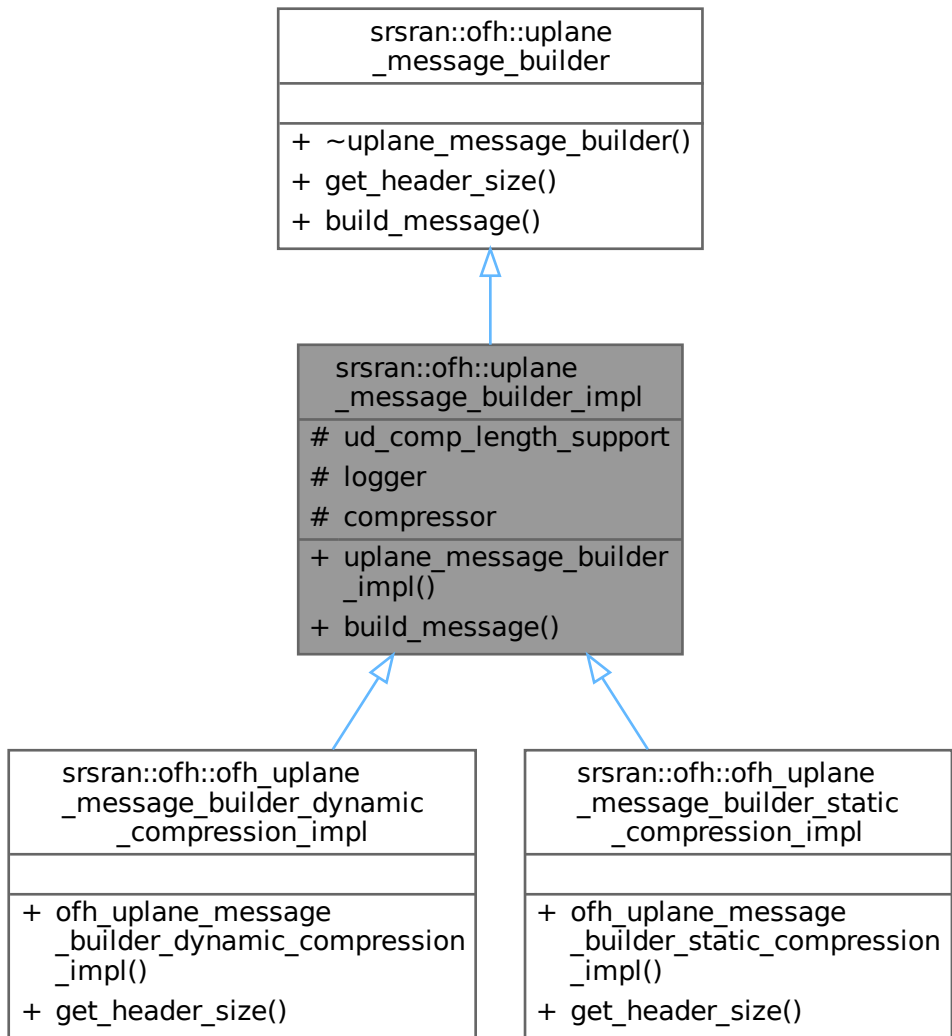 srsran::ofh::uplane
_message_builder
+ ~uplane_message_builder()
+ get_header_size()
+ build_message()
srsran::ofh::uplane
_message_builder_impl
# ud_comp_length_support
# logger
# compressor
+ uplane_message_builder
_impl()
+ build_message()
srsran::ofh::ofh_uplane
_message_builder_dynamic
_compression_impl
+ ofh_uplane_message
_builder_dynamic_compression
_impl()
+ get_header_size()
srsran::ofh::ofh_uplane
_message_builder_static
_compression_impl
+ ofh_uplane_message
_builder_static_compression
_impl()
+ get_header_size()